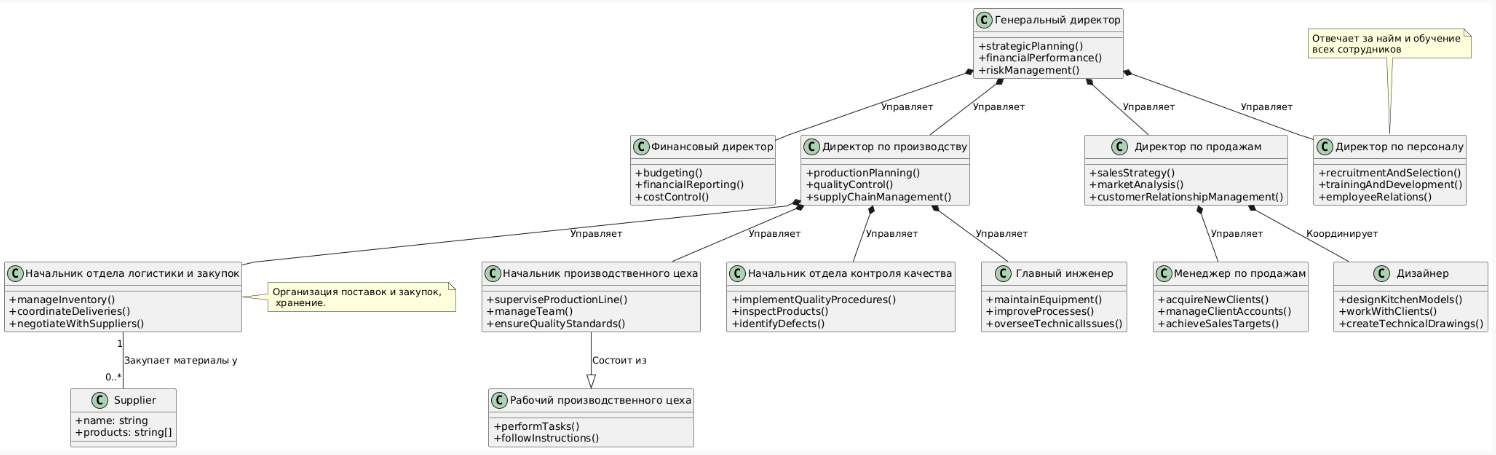 C Генеральный директор
+strategicPlanning()
+financialPerformance()
+riskManagement()
Отвечает за найм и обучение
всех сотрудников
Управляет
Управляет
Управляет
Управляет
C Финансовый директор
+budgeting()
+financialReporting()
+costControl()
C Директор по производству
+productionPlanning()
+qualityControl()
+supplyChainManagement()
C Директор по продажам
+salesStrategy()
+marketAnalysis()
+customerRelationshipManagement()
C Директор по персоналу
+recruitmentAndSelection()
+trainingAndDevelopment()
+employeeRelations()
Управляет
Управляет
Управляет
Управляет
Управляет
Координирует
C Начальник отдела логистики и закупок
+manageInventory()
+coordinateDeliveries()
+negotiateWithSuppliers()
Организация поставок и закупок,
хранение.
C Начальник производственного цеха
+superviseProductionLine()
+manageTeam()
+ensureQualityStandards()
C Начальник отдела контроля качества
+implementQualityProcedures()
+inspectProducts()
+identifyDefects()
C Главный инженер
+maintainEquipment()
+improveProcesses()
+overseeTechnicalIssues()
C Менеджер по продажам
+acquireNewClients()
+manageClientAccounts()
+achieveSalesTargets()
C Дизайнер
+designKitchenModels()
+workWithClients()
+createTechnicalDrawings()
1
Закупает материалы у
0..*
Состоит из
C Supplier
+name: string
+products: string[]
C Рабочий производственного цеха
+performTasks()
+followInstructions()